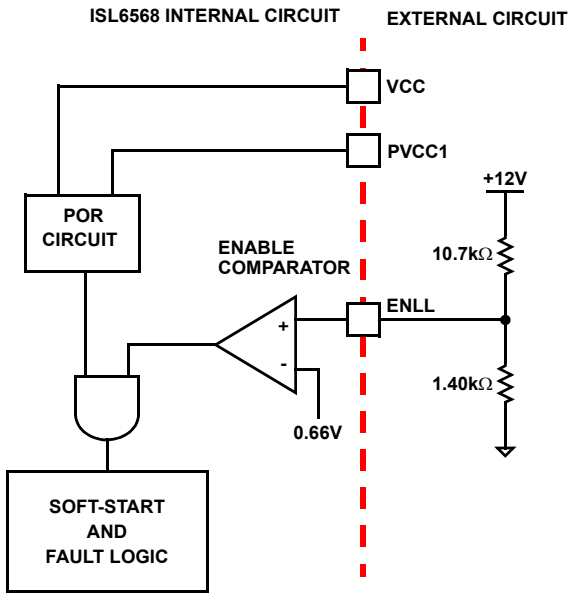 ISL6568 INTERNAL CIRCUIT
EXTERNAL CIRCUIT
VCC
PVCC1
+12V
POR
CIRCUIT
10.7kΩ
ENABLE
COMPARATOR
ENLL
+
-
1.40kΩ
0.66V
SOFT-START
AND
FAULT LOGIC